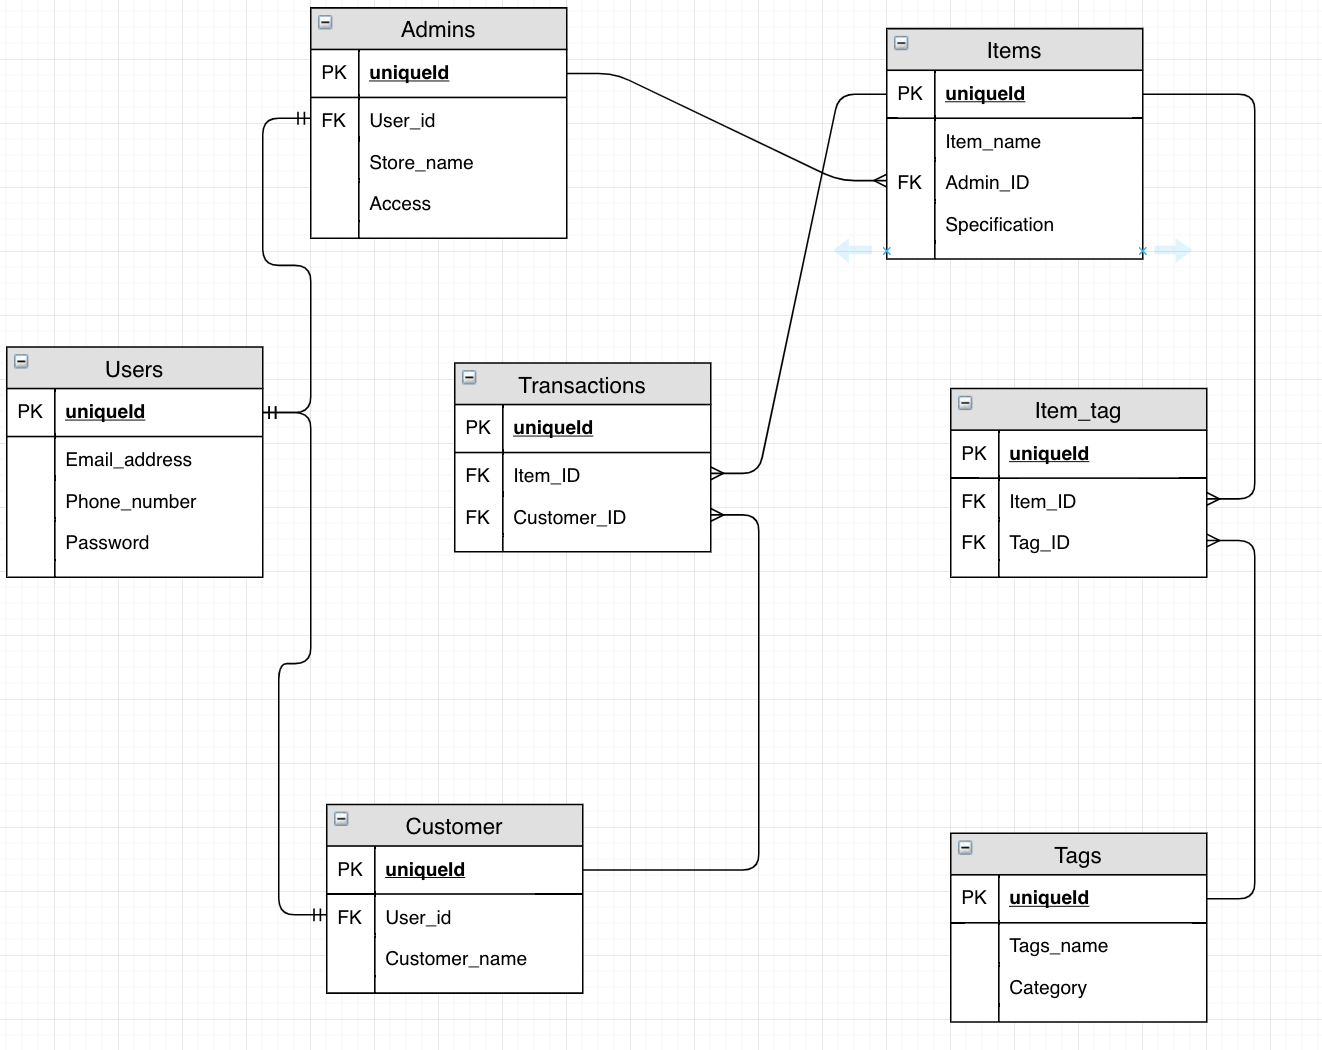 Admins
PK uniqueId
FK User_id
Store_name
Access
Items
PK uniqueId
Item_name
FK Admin_ID
Specification
Users
PK uniqueId
Email_address
Phone_number
Password
Transactions
PK uniqueId
FK Item_ID
FK Customer_ID
Item_tag
PK uniqueId
FK Item_ID
FK Tag_ID
Customer
PK uniqueId
FK User_id
Customer_name
Tags
PK uniqueId
Tags_name
Category